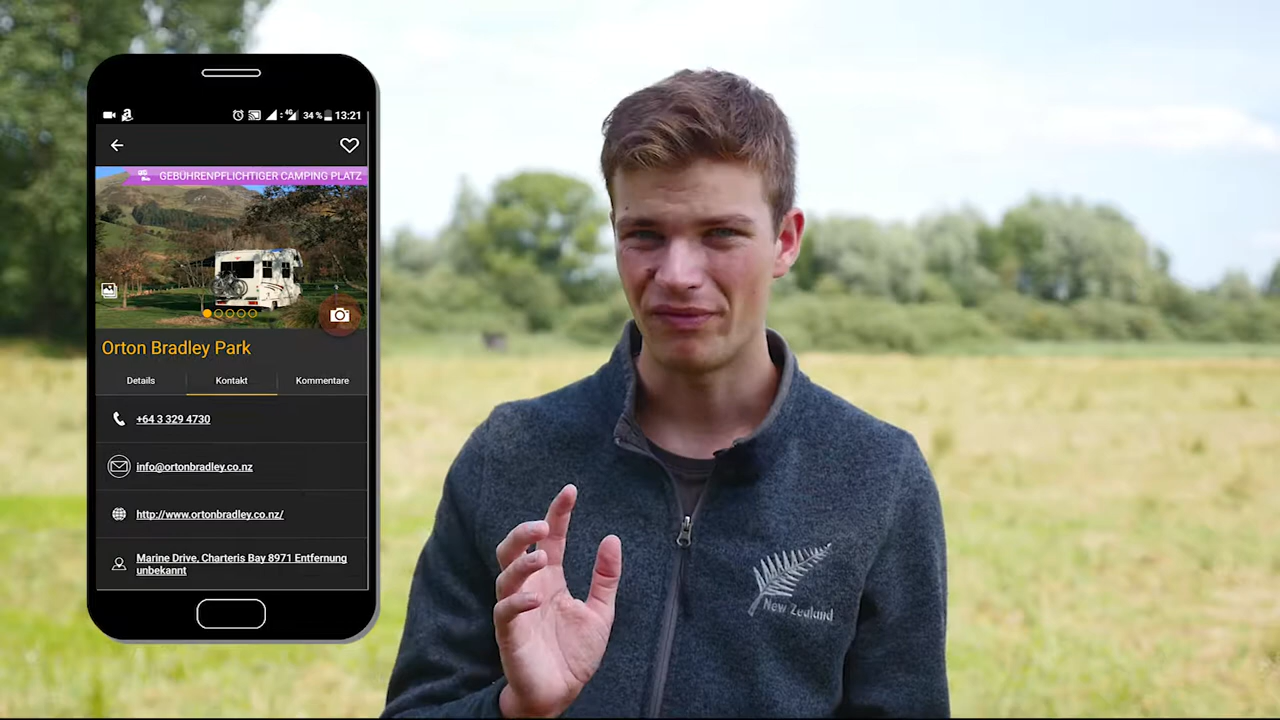 34 % 13:21
GEBÜHRENPFLICHTIGER CAMPING PLATZ
Orton Bradley Park
Details Kontakt Kommentare
+64 3 329 4730
info@ortonbradley.co.nz
http://www.ortonbradley.co.nz/
Marine Drive, Charteris Bay 8971 Entfernung
unbekannt
New Zealand